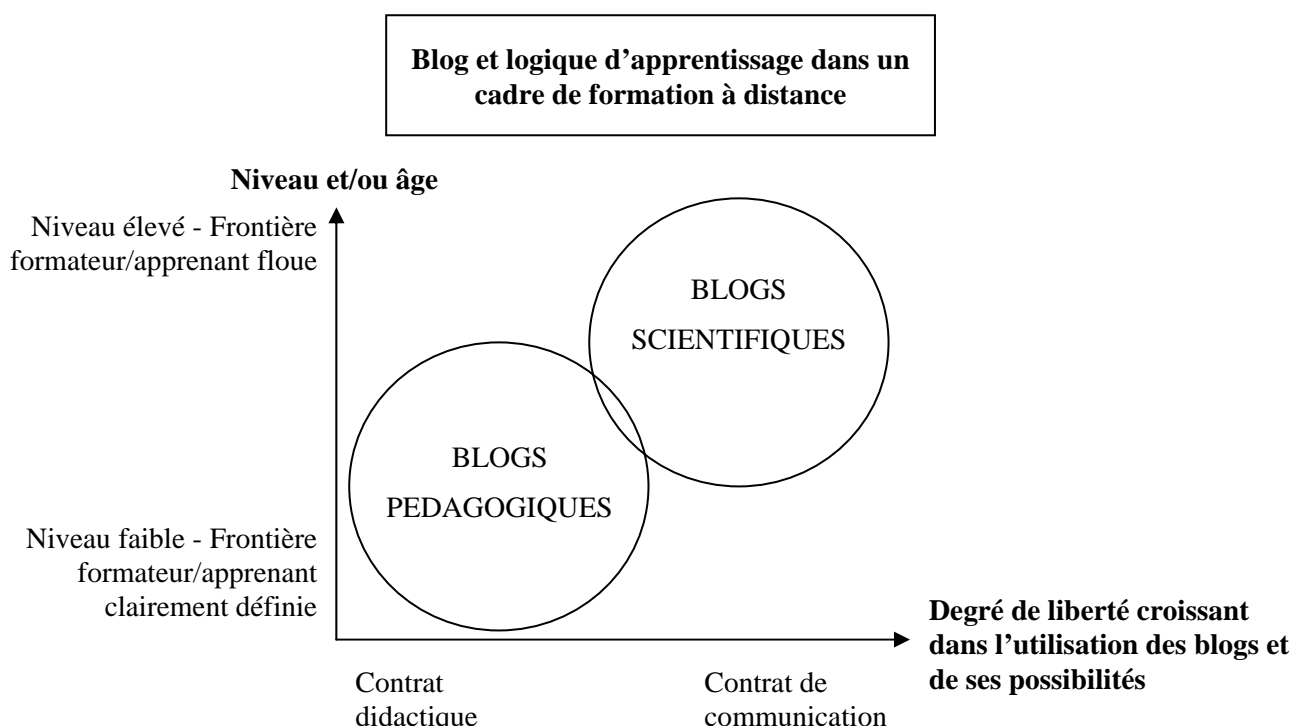 Blog et logique d’apprentissage dans un
cadre de formation à distance
Niveau et/ou âge
Niveau élevé - Frontière
formateur/apprenant floue
BLOGS
SCIENTIFIQUES
BLOGS
PEDAGOGIQUES
Niveau faible - Frontière
formateur/apprenant
clairement définie
Degré de liberté croissant
dans l’utilisation des blogs et
de ses possibilités
Contrat
didactique
Contrat de
communication